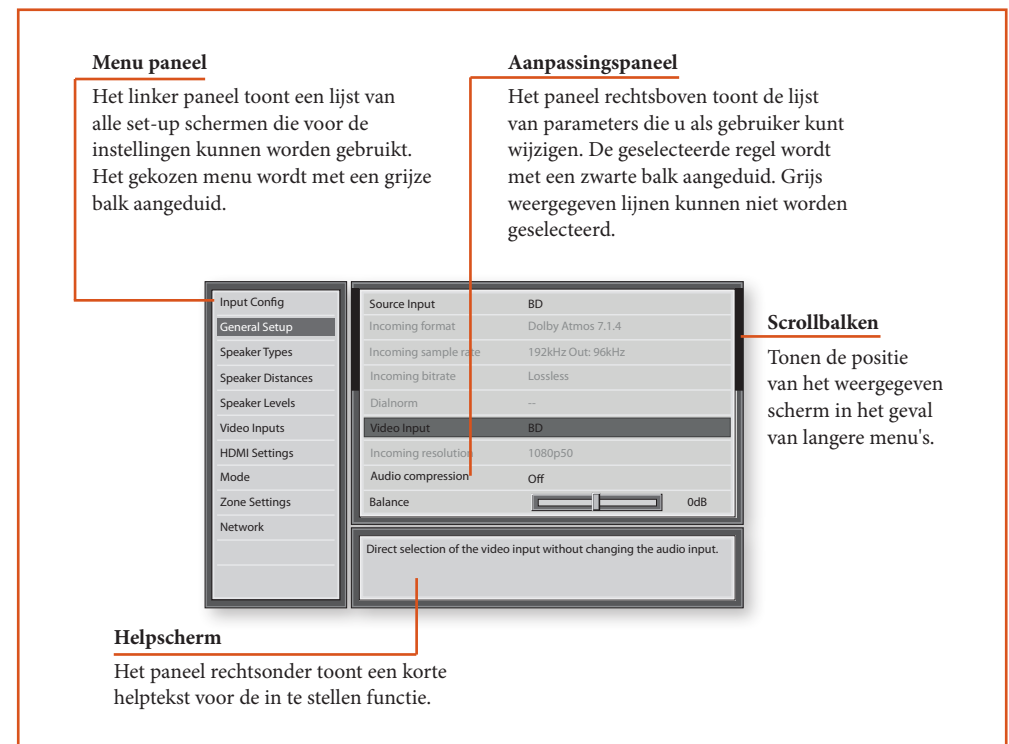 Menu paneel
Het linker paneel toont een lijst van
alle set-up schermen die voor de
instellingen kunnen worden gebruikt.
Het gekozen menu wordt met een grijze
balk aangeduid.
Aanpassingspaneel
Het paneel rechtsboven toont de lijst
van parameters die u als gebruiker kunt
wijzigen. De geselecteerde regel wordt
met een zwarte balk aangeduid. Grijs
weergegeven lijnen kunnen niet worden
geselecteerd.
Input Config
General Setup
Speaker Types
Speaker Distances
Speaker Levels
Video Inputs
HDMI Settings
Mode
Zone Settings
Network
Source Input BD
Incoming format Dolby Atmos 7.1.4
Incoming sample rate 192kHz Out: 96kHz
Incoming bitrate Lossless
Dialnorm --
Video Input BD
Incoming resolution 1080p50
Audio compression Off
Balance 0dB
Direct selection of the video input without changing the audio input.
Scrollbalken
Tonen de positie
van het weergegeven
scherm in het geval
van langere menu's.
Helpscherm
Het paneel rechtsonder toont een korte
helptekst voor de in te stellen functie.